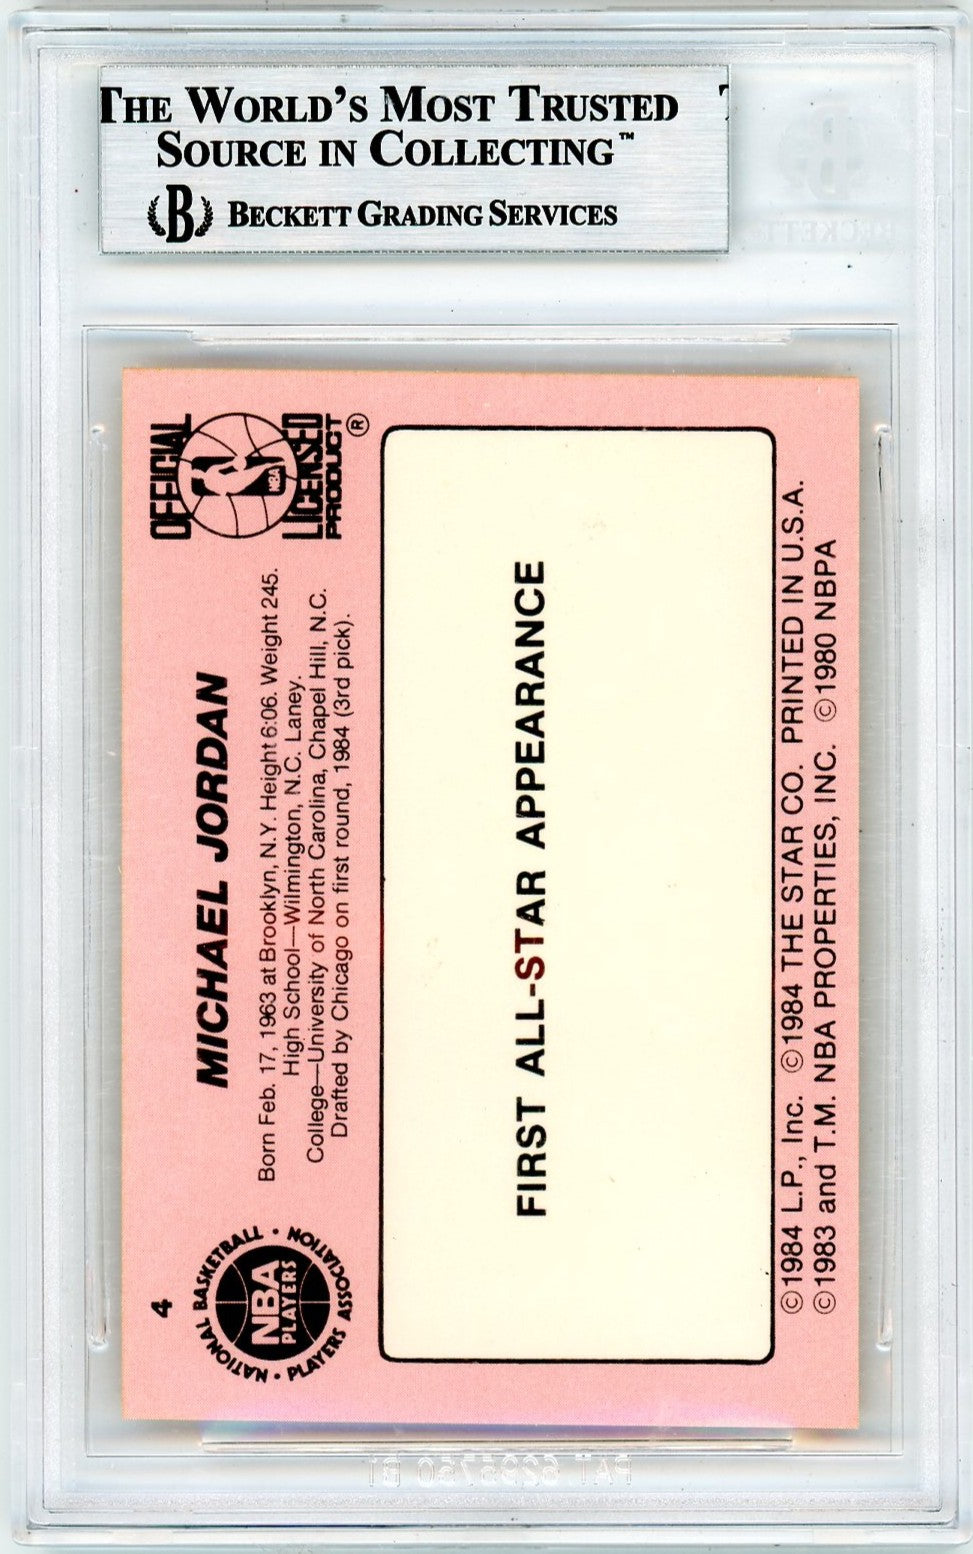 THE WORLD'S MOST TRUSTED
SOURCE IN COLLECTING™
B BECKETT GRADING SERVICES
4
NATIONAL BASKETBALL • PLAYERS ASSOCIATION •
NBA
PLAYERS
MICHAEL JORDAN
Born Feb. 17, 1963 at Brooklyn, N.Y. Height 6:06. Weight 245.
High School—Wilmington, N.C. Laney.
College—University of North Carolina, Chapel Hill, N.C.
Drafted by Chicago on first round, 1984 (3rd pick).
OFFICIAL
NBA
LICENSED
PRODUCT ®
FIRST ALL-STAR APPEARANCE
©1984 L.P., Inc. ©1984 THE STAR CO. PRINTED IN U.S.A.
©1983 and T.M. NBA PROPERTIES, INC. ©1980 NBPA
PAT 6295750 B1